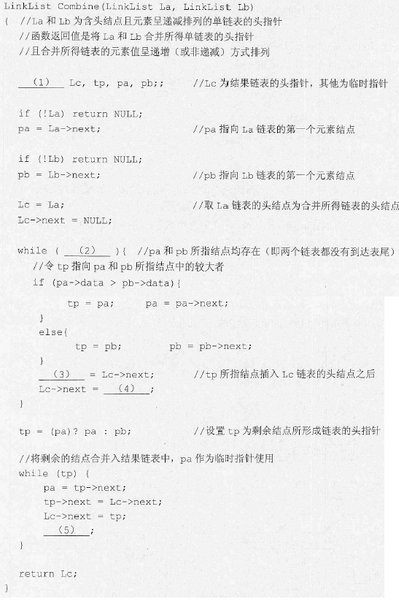 LinkList Combine(LinkList La, LinkList Lb)
{ //La 和 Lb 为含头结点且元素呈递减排列的单链表的头指针
//函数返回值是将 La 和 Lb 合并所得单链表的头指针
//且合并所得链表的元素值呈递增（或非递减）方式排列
(1) Lc, tp, pa, pb;; //Lc 为结果链表的头指针，其他为临时指针
if (!La) return NULL;
pa = La->next; //pa 指向 La 链表的第一个元素结点
if (!Lb) return NULL;
pb = Lb->next; //pb 指向 Lb 链表的第一个元素结点
Lc = La; //取 La 链表的头结点为合并所得链表的头结点
Lc->next = NULL;
while ( (2) ){ //pa 和 pb 所指结点均存在（即两个链表都没有到达表尾）
//令 tp 指向 pa 和 pb 所指结点中的较大者
if (pa->data > pb->data){
tp = pa; pa = pa->next;
}
else{
tp = pb; pb = pb->next;
}
(3) = Lc->next; //tp 所指结点插入 Lc 链表的头结点之后
Lc->next = (4) ;
}
tp = (pa)? pa : pb; //设置 tp 为剩余结点所形成链表的头指针
//将剩余的结点合并入结果链表中，pa 作为临时指针使用
while (tp) {
pa = tp->next;
tp->next = Lc->next;
Lc->next = tp;
(5) ;
}
return Lc;
}